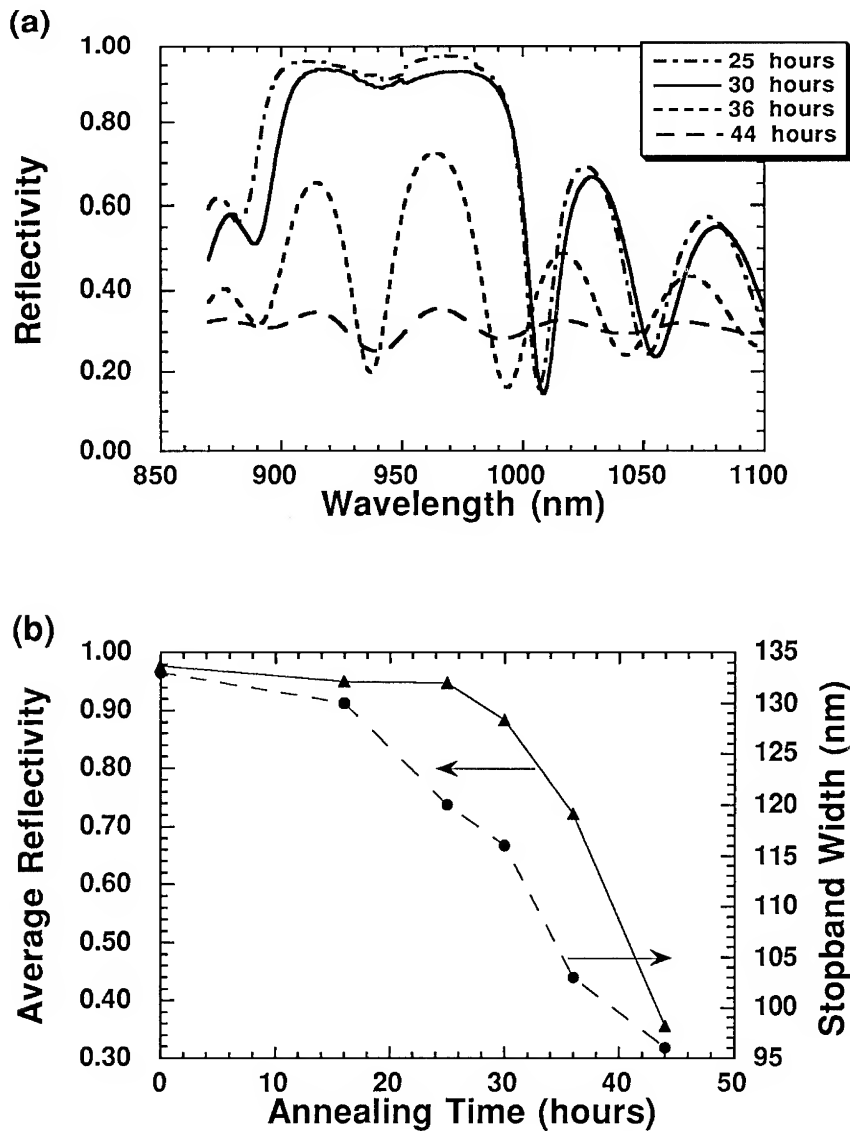 (a)
1.00
0.80
0.60
0.40
0.20
0.00
Reflectivity
25 hours
30 hours
36 hours
44 hours
850 900 950 1000 1050 1100
Wavelength (nm)
(b)
1.00
0.90
0.80
0.70
0.60
0.50
0.40
0.30
Average Reflectivity
135
130
125
120
115
110
105
100
95
Stopband Width (nm)
0 10 20 30 40 50
Annealing Time (hours)